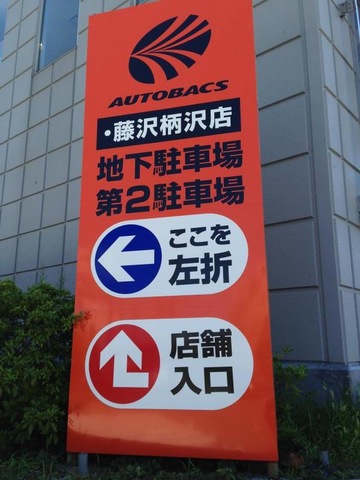 AUTOBACS
・藤沢柄沢店
地下駐車場
第2駐車場
ここを
左折
店舗
入口